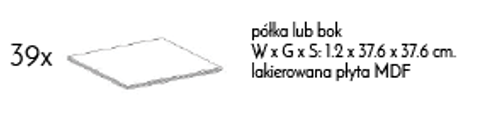 39x
półka lub bok
W x G x S: 1.2 x 37.6 x 37.6 cm.
lakierowana płyta MDF